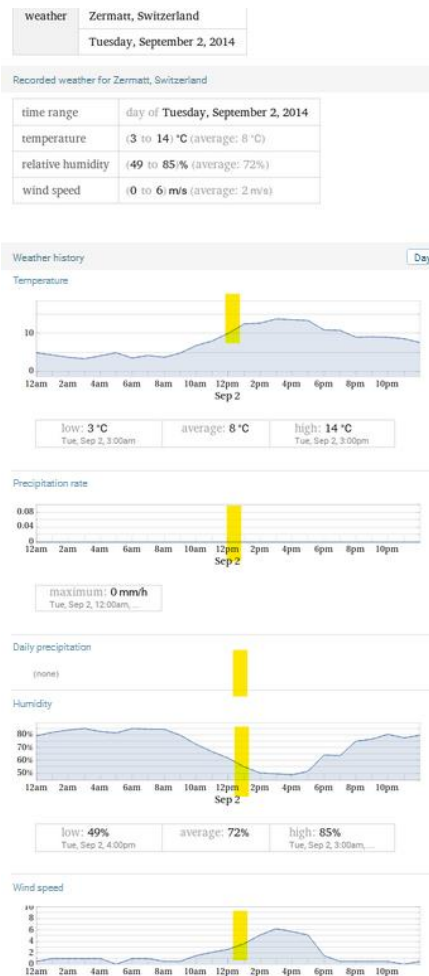 weather Zermatt, Switzerland
Tuesday, September 2, 2014
Recorded weather for Zermatt, Switzerland
time range day of Tuesday, September 2, 2014
temperature (3 to 14) °C (average: 8 °C)
relative humidity (49 to 85)% (average: 72%)
wind speed (0 to 6) m/s (average: 2 m/s)
Weather history Day
Temperature
10
0
12am 2am 4am 6am 8am 10am 12pm 2pm 4pm 6pm 8pm 10pm
Sep 2
low: 3 °C average: 8 °C high: 14 °C
Tue, Sep 2, 3:00am Tue, Sep 2, 3:00pm
Precipitation rate
0.08
0.04
0
12am 2am 4am 6am 8am 10am 12pm 2pm 4pm 6pm 8pm 10pm
Sep 2
maximum: 0 mm/h
Tue, Sep 2, 12:00am, ...
Daily precipitation
(none)
Humidity
80%
70%
60%
50%
12am 2am 4am 6am 8am 10am 12pm 2pm 4pm 6pm 8pm 10pm
Sep 2
low: 49% average: 72% high: 85%
Tue, Sep 2, 4:00pm Tue, Sep 2, 3:00am, ...
Wind speed
10
8
6
4
2
0
12am 2am 4am 6am 8am 10am 12pm 2pm 4pm 6pm 8pm 10pm